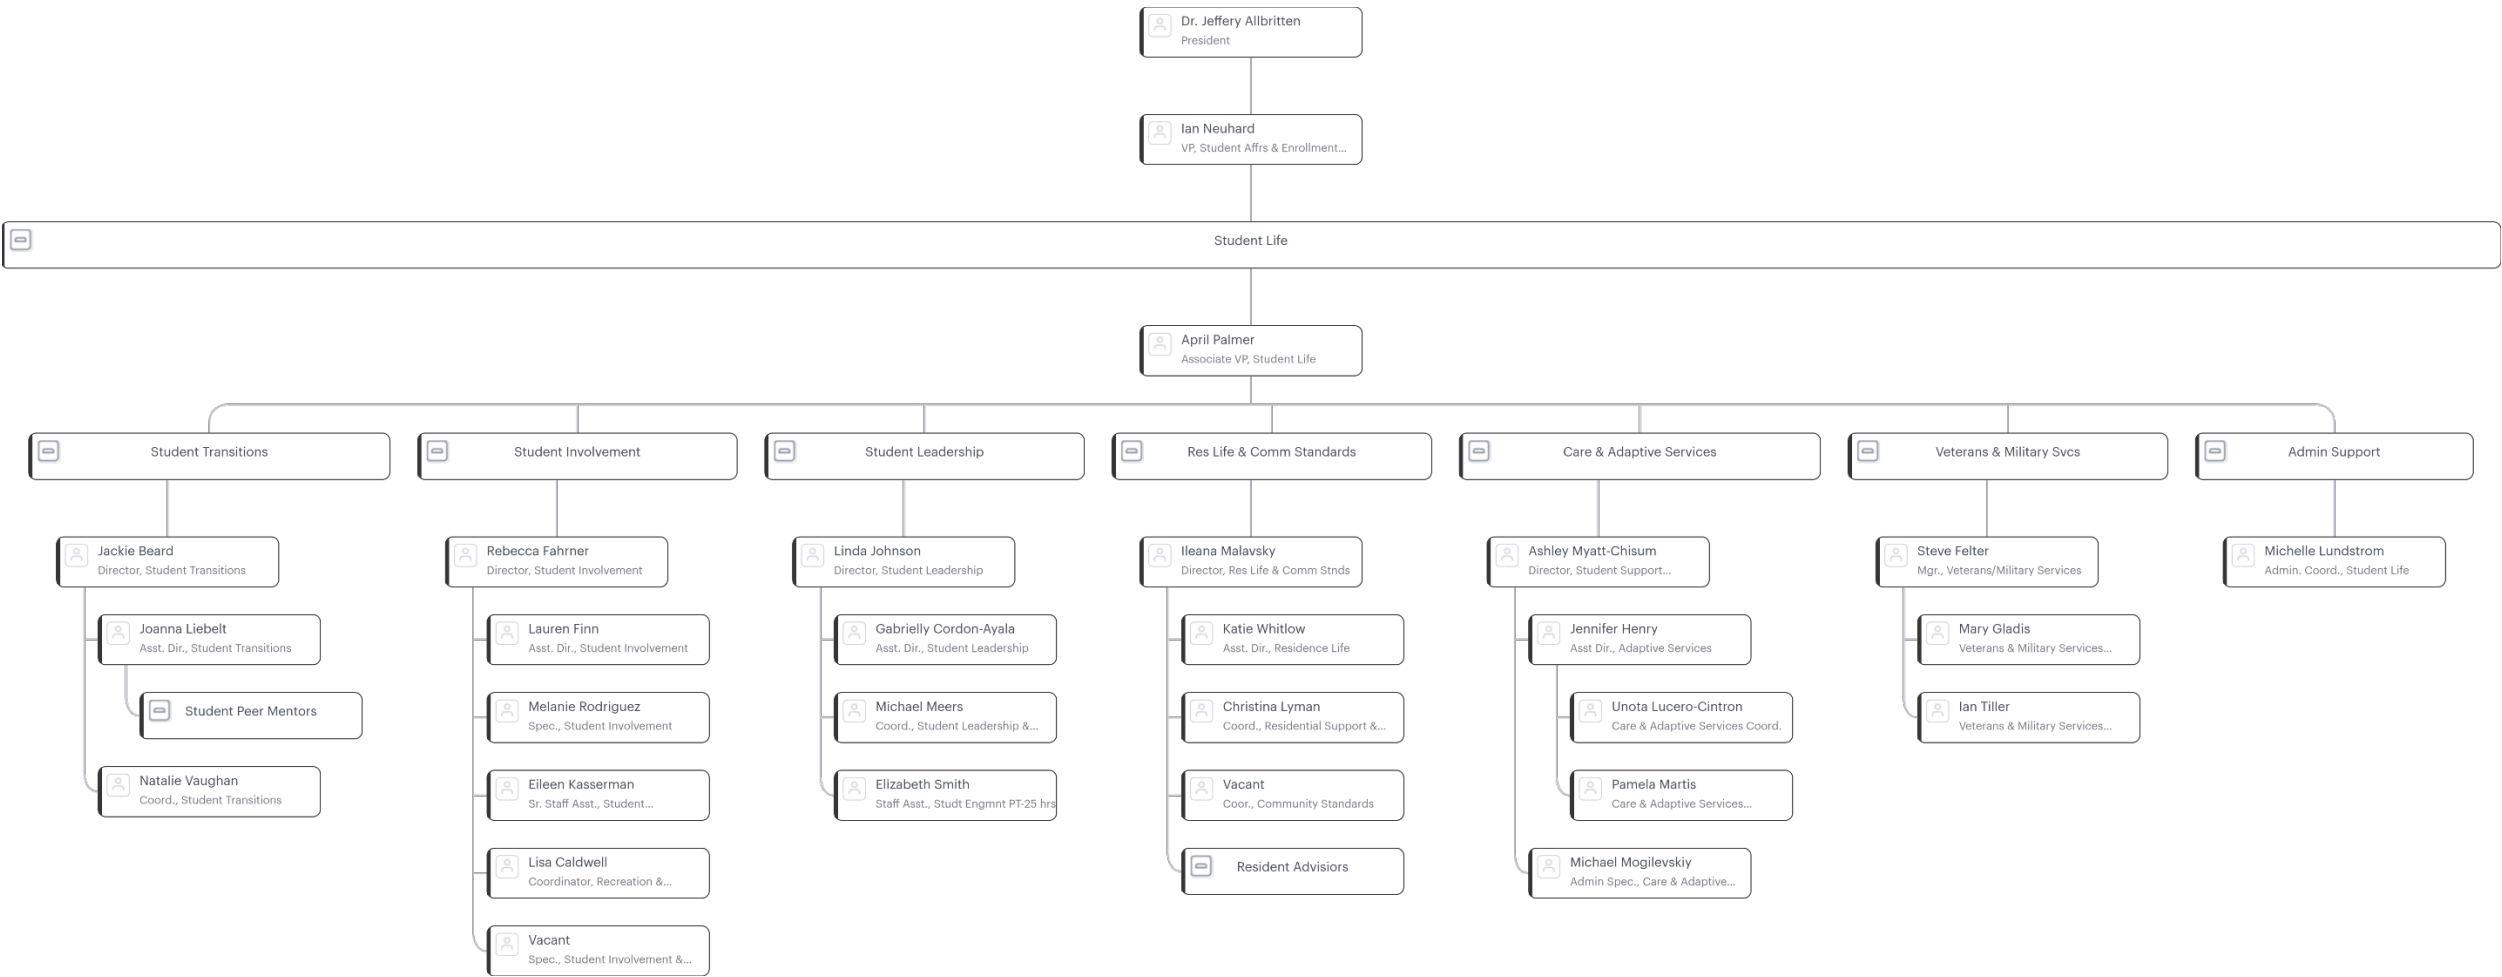 Dr. Jeffery Allbritten
President
Ian Neuhard
VP, Student Affrs & Enrollment...
Student Life
April Palmer
Associate VP, Student Life
Student Transitions
Jackie Beard
Director, Student Transitions
Joanna Liebelt
Asst. Dir., Student Transitions
Student Peer Mentors
Natalie Vaughan
Coord., Student Transitions
Student Involvement
Rebecca Fahrner
Director, Student Involvement
Lauren Finn
Asst. Dir., Student Involvement
Melanie Rodriguez
Spec., Student Involvement
Eileen Kasserman
Sr. Staff Asst., Student...
Lisa Caldwell
Coordinator, Recreation &...
Vacant
Spec., Student Involvement &...
Student Leadership
Linda Johnson
Director, Student Leadership
Gabrielly Cordon-Ayala
Asst. Dir., Student Leadership
Michael Meers
Coord., Student Leadership &...
Elizabeth Smith
Staff Asst., Studt Engmnt PT-25 hrs
Res Life & Comm Standards
Ileana Malavsky
Director, Res Life & Comm Stnds
Katie Whitlow
Asst. Dir., Residence Life
Christina Lyman
Coord., Residential Support &...
Vacant
Coor., Community Standards
Resident Advisiors
Care & Adaptive Services
Ashley Myatt-Chisum
Director, Student Support...
Jennifer Henry
Asst Dir., Adaptive Services
Unota Lucero-Cintron
Care & Adaptive Services Coord.
Pamela Martis
Care & Adaptive Services...
Michael Mogilevskiy
Admin Spec., Care & Adaptive...
Veterans & Military Svcs
Steve Felter
Mgr., Veterans/Military Services
Mary Gladis
Veterans & Military Services...
Ian Tiller
Veterans & Military Services...
Admin Support
Michelle Lundstrom
Admin. Coord., Student Life